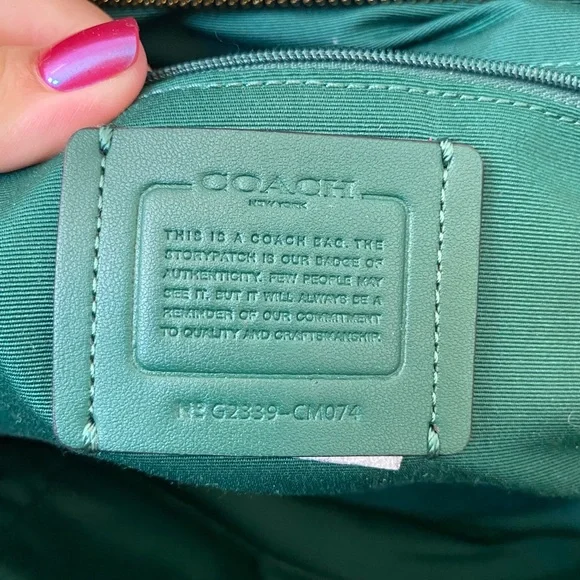 COACH
NEW YORK
THIS IS A COACH BAG. THE
STORYPATCH IS OUR BADGE OF
AUTHENTICITY. FEW PEOPLE MAY
SEE IT, BUT IT WILL ALWAYS BE A
REMINDER OF OUR COMMITMENT
TO QUALITY AND CRAFTSMANSHIP.
G2339-CM074